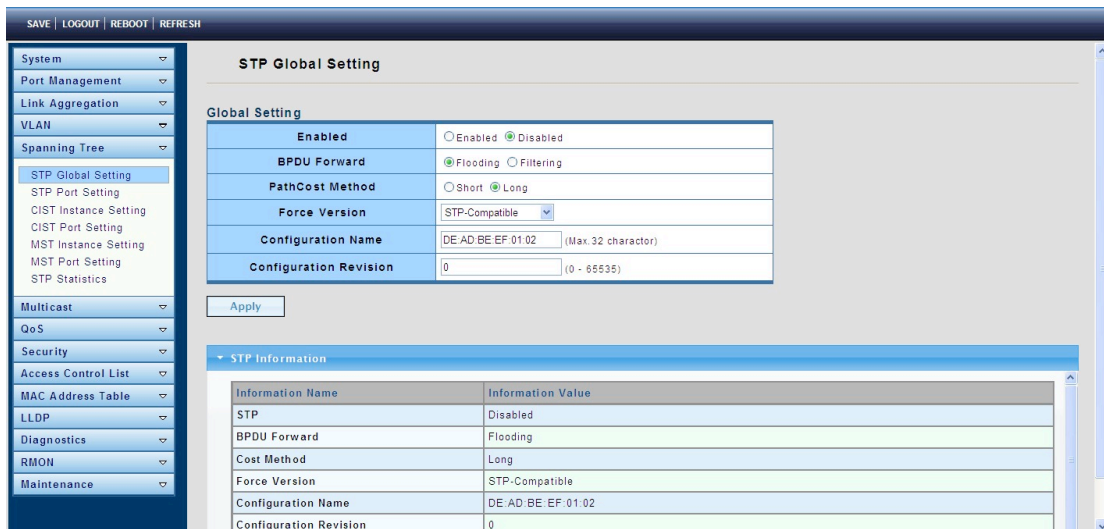 SAVE | LOGOUT | REBOOT | REFRESH
System
Port Management
Link Aggregation
VLAN
Spanning Tree
STP Global Setting
STP Port Setting
CIST Instance Setting
CIST Port Setting
MST Instance Setting
MST Port Setting
STP Statistics
Multicast
QoS
Security
Access Control List
MAC Address Table
LLDP
Diagnostics
RMON
Maintenance
STP Global Setting
Global Setting
Enabled Enabled Disabled
BPDU Forward Flooding Filtering
PathCost Method Short Long
Force Version STP-Compatible
Configuration Name DE:AD:BE:EF:01:02 (Max.32 charactor)
Configuration Revision 0 (0 - 65535)
Apply
STP Information
Information Name Information Value
STP Disabled
BPDU Forward Flooding
Cost Method Long
Force Version STP-Compatible
Configuration Name DE:AD:BE:EF:01:02
Configuration Revision 0